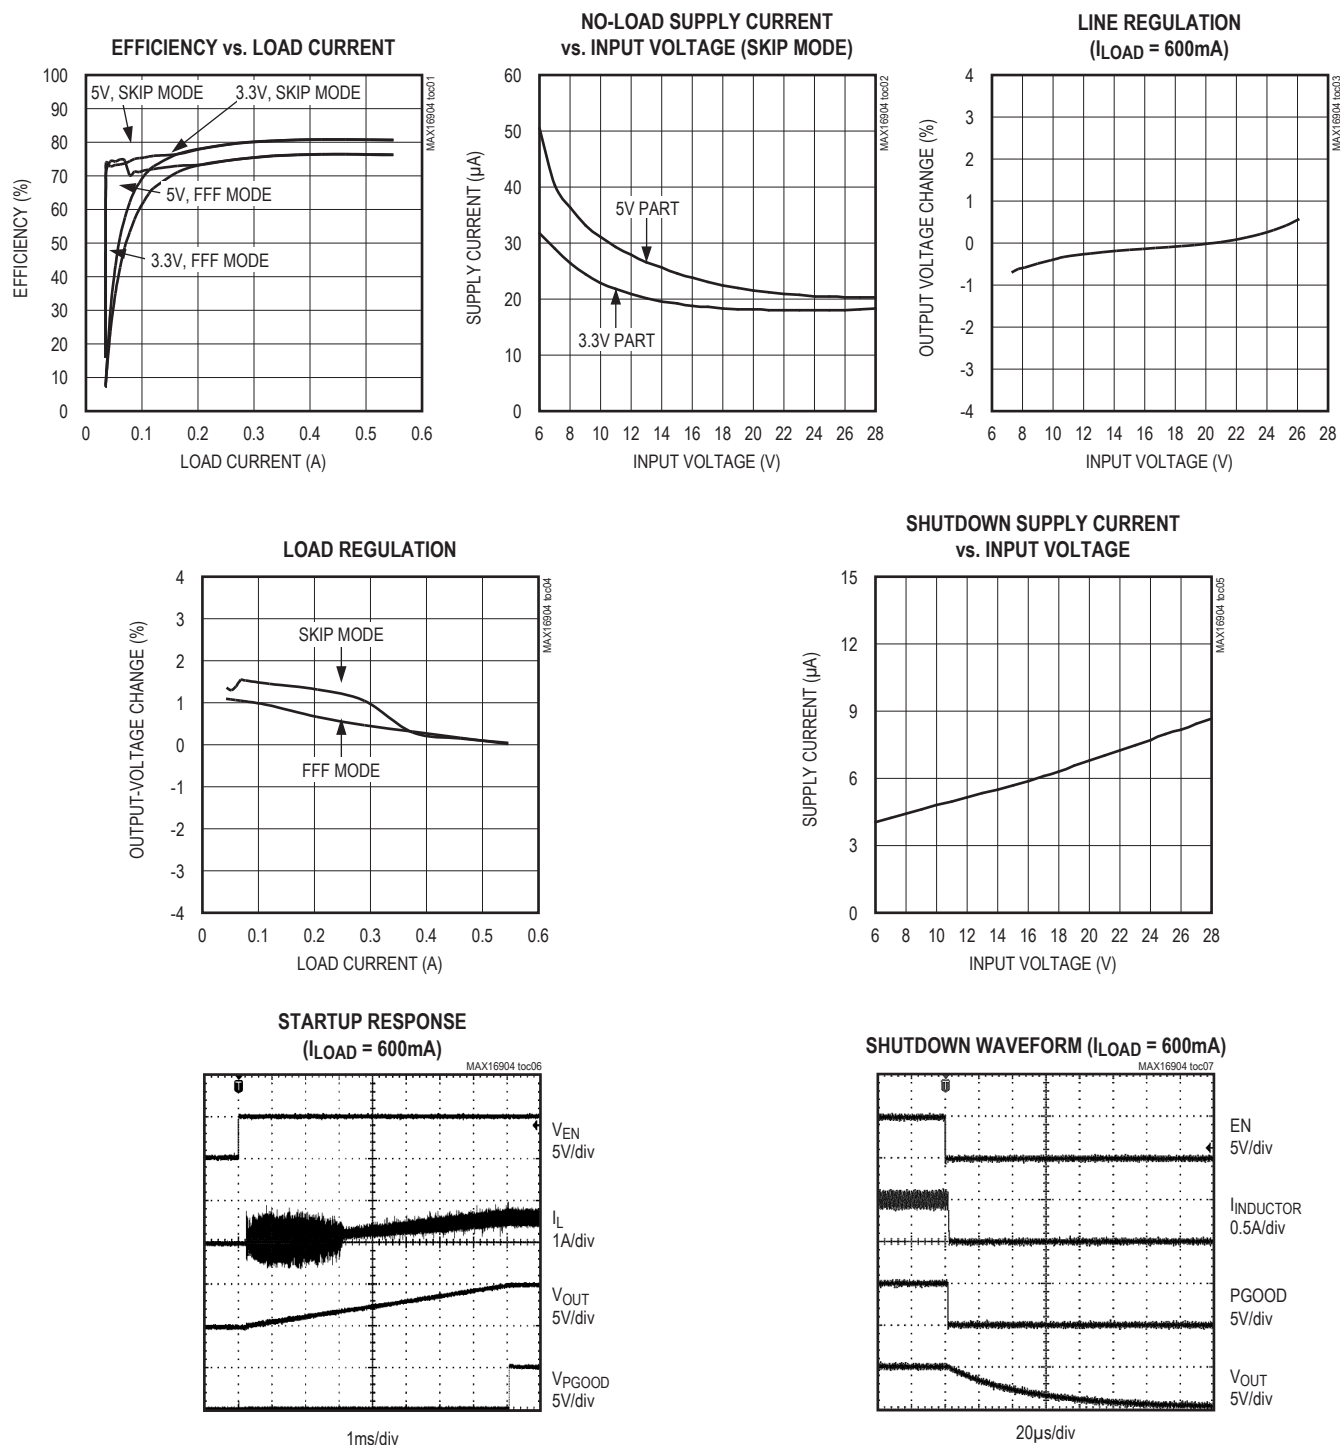 EFFICIENCY vs. LOAD CURRENT
MAX16904 toc01
EFFICIENCY (%)
100
90
80
70
60
50
40
30
20
10
0
5V, SKIP MODE
3.3V, SKIP MODE
5V, FFF MODE
3.3V, FFF MODE
0 0.1 0.2 0.3 0.4 0.5 0.6
LOAD CURRENT (A)
NO-LOAD SUPPLY CURRENT
vs. INPUT VOLTAGE (SKIP MODE)
MAX16904 toc02
SUPPLY CURRENT (µA)
60
50
40
30
20
10
0
5V PART
3.3V PART
6 8 10 12 14 16 18 20 22 24 26 28
INPUT VOLTAGE (V)
LINE REGULATION
(ILOAD = 600mA)
MAX16904 toc03
OUTPUT VOLTAGE CHANGE (%)
4
3
2
1
0
-1
-2
-3
-4
6 8 10 12 14 16 18 20 22 24 26 28
INPUT VOLTAGE (V)
LOAD REGULATION
MAX16904 toc04
OUTPUT-VOLTAGE CHANGE (%)
4
3
2
1
0
-1
-2
-3
-4
SKIP MODE
FFF MODE
0 0.1 0.2 0.3 0.4 0.5 0.6
LOAD CURRENT (A)
SHUTDOWN SUPPLY CURRENT
vs. INPUT VOLTAGE
MAX16904 toc05
SUPPLY CURRENT (µA)
15
12
9
6
3
0
6 8 10 12 14 16 18 20 22 24 26 28
INPUT VOLTAGE (V)
STARTUP RESPONSE
(ILOAD = 600mA)
MAX16904 toc06
T
VEN
5V/div
IL
1A/div
VOUT
5V/div
VPGOOD
5V/div
1ms/div
SHUTDOWN WAVEFORM (ILOAD = 600mA)
MAX16904 toc07
T
EN
5V/div
IINDUCTOR
0.5A/div
PGOOD
5V/div
VOUT
5V/div
20µs/div